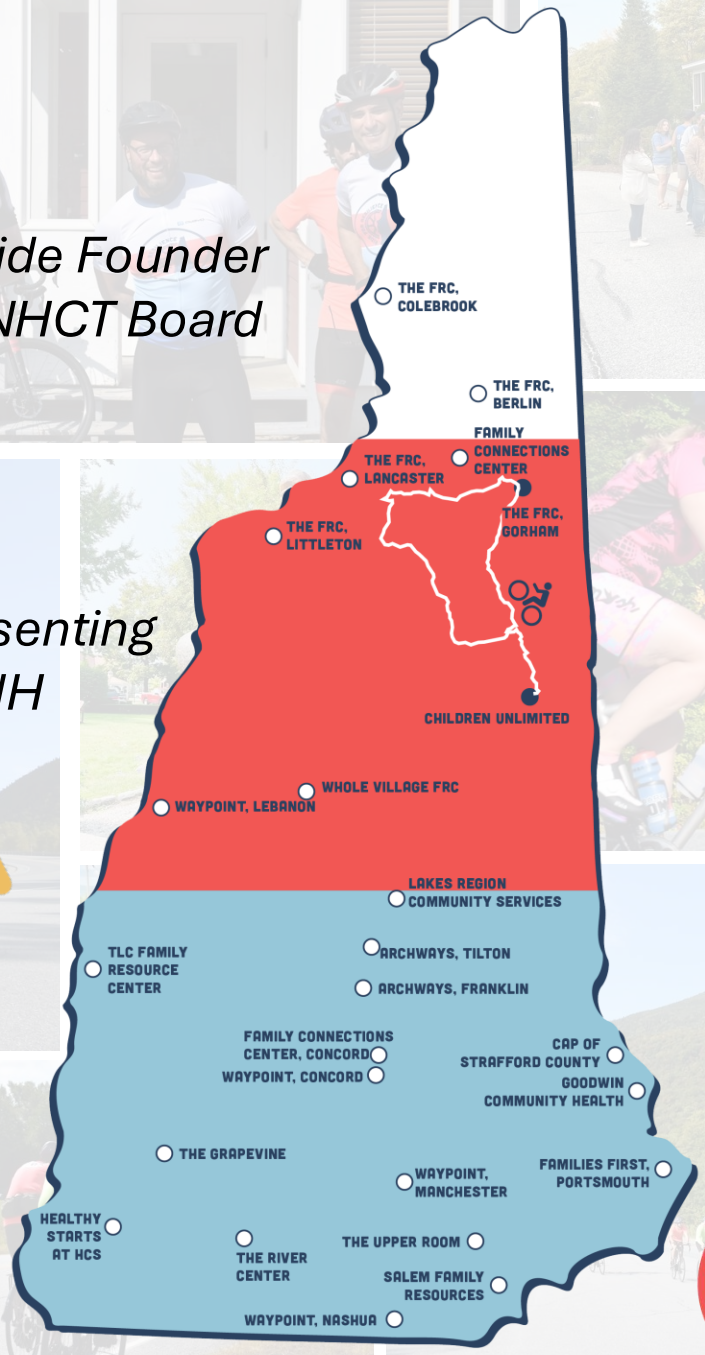 ide Founder
NHCT Board
senting
NH
THE FRC,
COLEBROOK
THE FRC,
BERLIN
FAMILY
CONNECTIONS
CENTER
THE FRC,
LANCASTER
THE FRC,
GORHAM
THE FRC,
LITTLETON
CHILDREN UNLIMITED
WHOLE VILLAGE FRC
WAYPOINT, LEBANON
LAKES REGION
COMMUNITY SERVICES
ARCHWAYS, TILTON
TLC FAMILY
RESOURCE
CENTER
ARCHWAYS, FRANKLIN
FAMILY CONNECTIONS
CENTER, CONCORD
WAYPOINT, CONCORD
CAP OF
STRAFFORD COUNTY
GOODWIN
COMMUNITY HEALTH
THE GRAPEVINE
FAMILIES FIRST,
PORTSMOUTH
WAYPOINT,
MANCHESTER
HEALTHY
STARTS
AT HCS
THE RIVER
CENTER
THE UPPER ROOM
SALEM FAMILY
RESOURCES
WAYPOINT, NASHUA